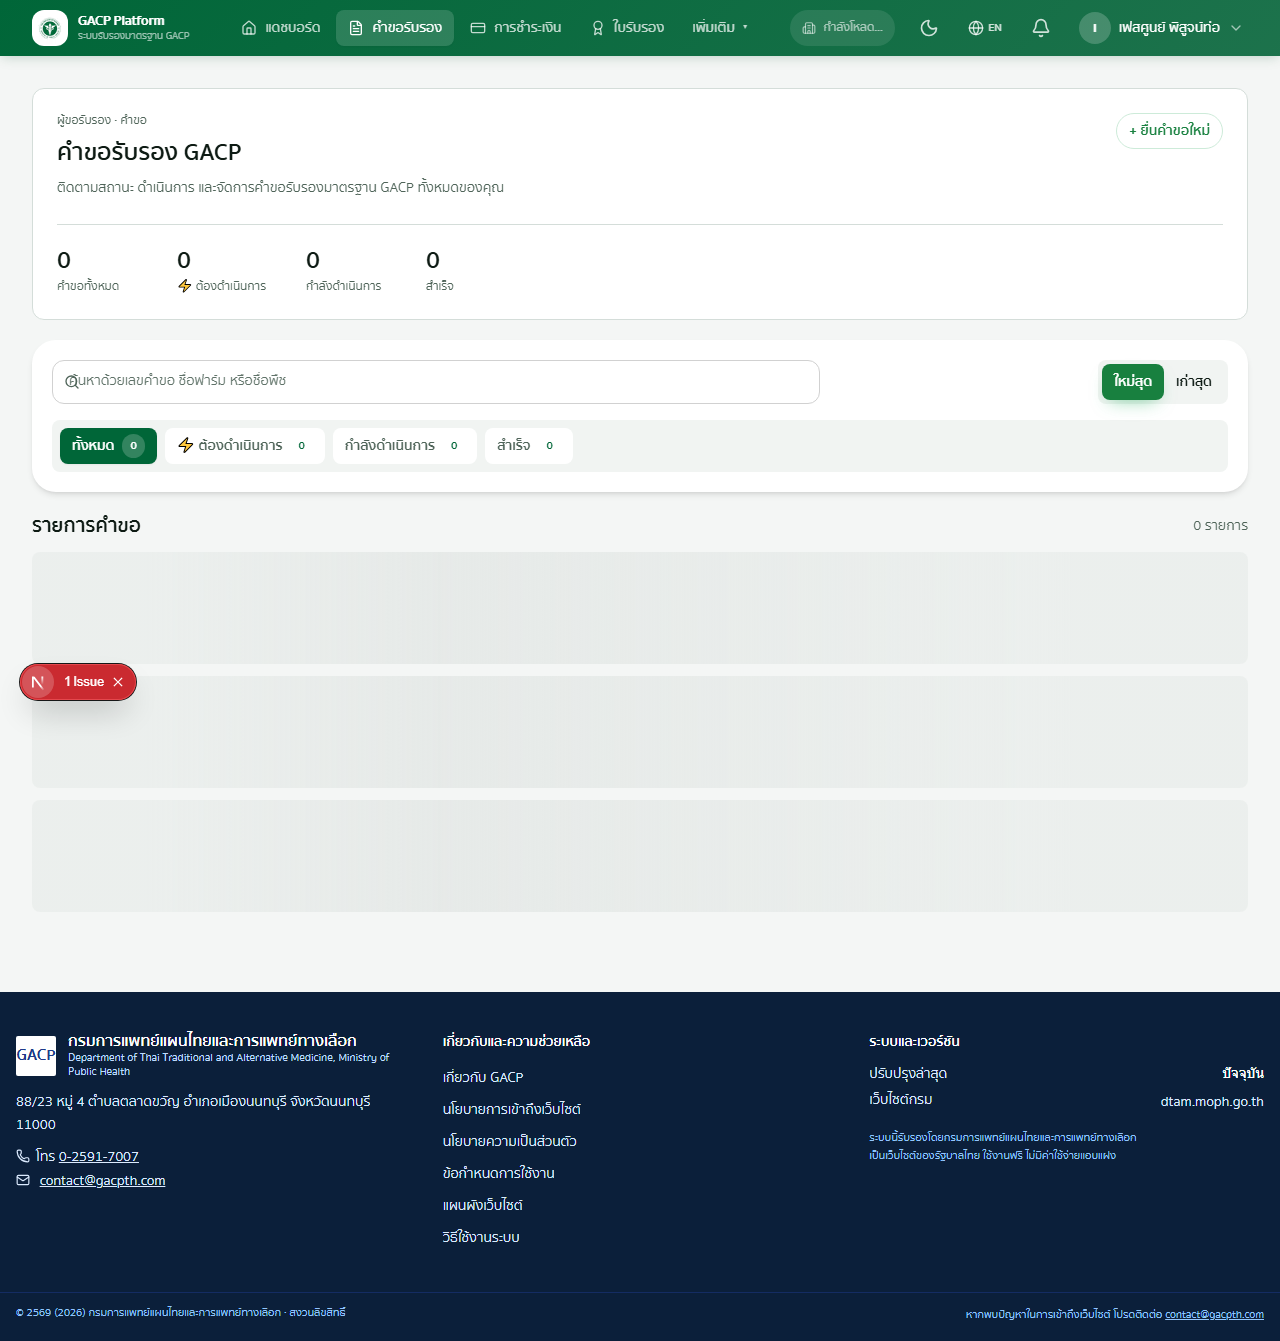 GACP Platform
ระบบรับรองมาตรฐาน GACP
แดชบอร์ด
คำขอรับรอง
การชำระเงิน
ใบรับรอง
เพิ่มเติม
กำลังโหลด...
EN
I
เฟสศูนย์ พิสูจน์ท่อ
ผู้ขอรับรอง · คำขอ
คำขอรับรอง GACP
+ ยื่นคำขอใหม่
ติดตามสถานะ ดำเนินการ และจัดการคำขอรับรองมาตรฐาน GACP ทั้งหมดของคุณ
0 0 0 0
คำขอทั้งหมด
⚡ ต้องดำเนินการ
กำลังดำเนินการ
สำเร็จ
ค้นหาด้วยเลขคำขอ ชื่อฟาร์ม หรือชื่อพืช
ใหม่สุด
เก่าสุด
ทั้งหมด 0
⚡ ต้องดำเนินการ 0
กำลังดำเนินการ 0
สำเร็จ 0
รายการคำขอ
0 รายการ
N 1 Issue
GACP
กรมการแพทย์แผนไทยและการแพทย์ทางเลือก
Department of Thai Traditional and Alternative Medicine, Ministry of
Public Health
88/23 หมู่ 4 ตำบลตลาดขวัญ อำเภอเมืองนนทบุรี จังหวัดนนทบุรี
11000
โทร 0-2591-7007
contact@gacpth.com
เกี่ยวกับและความช่วยเหลือ
เกี่ยวกับ GACP
นโยบายการเข้าถึงเว็บไซต์
นโยบายความเป็นส่วนตัว
ข้อกำหนดการใช้งาน
แผนผังเว็บไซต์
วิธีใช้งานระบบ
ระบบและเวอร์ชัน
ปรับปรุงล่าสุด ปัจจุบัน
เว็บไซต์กรม dtam.moph.go.th
ระบบนี้รับรองโดยกรมการแพทย์แผนไทยและการแพทย์ทางเลือก
เป็นเว็บไซต์ของรัฐบาลไทย ใช้งานฟรี ไม่มีค่าใช้จ่ายแอบแฝง
© 2569 (2026) กรมการแพทย์แผนไทยและการแพทย์ทางเลือก · สงวนลิขสิทธิ์
หากพบปัญหาในการเข้าถึงเว็บไซต์ โปรดติดต่อ contact@gacpth.com